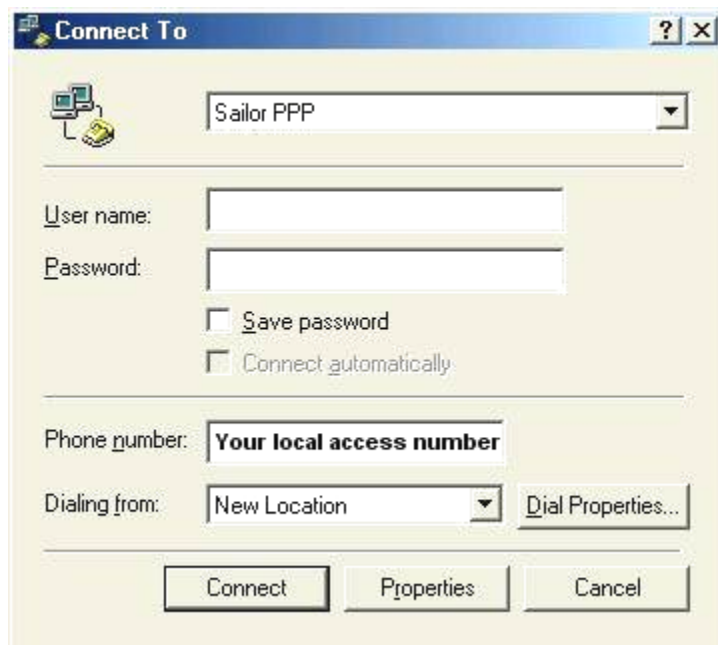 Connect To
Sailor PPP
User name:
Password:
Save password
Connect automatically
Phone number: Your local access number
Dialing from: New Location Dial Properties...
Connect Properties Cancel